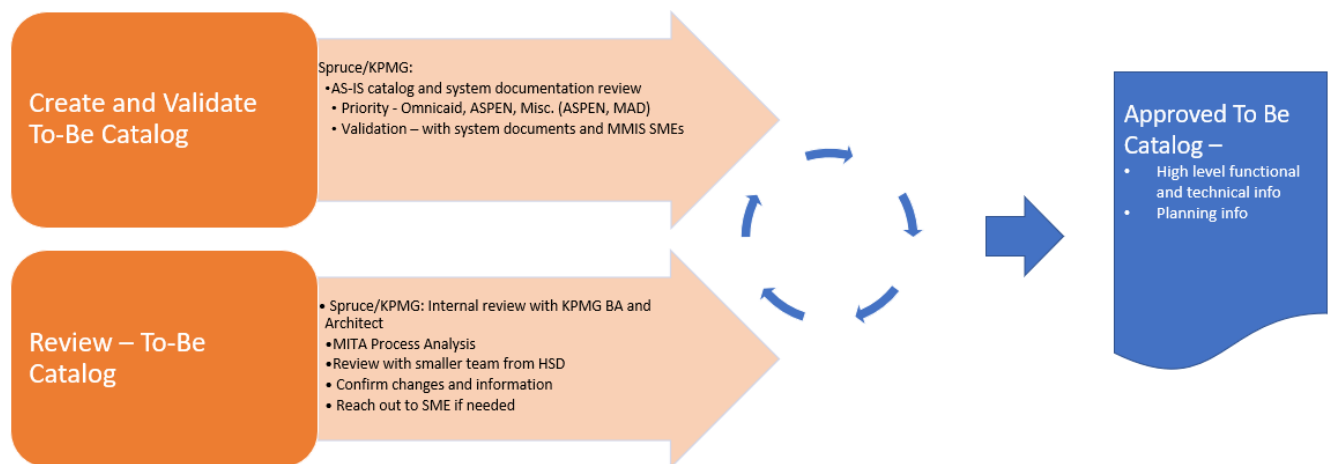 Create and Validate
To-Be Catalog
Spruce/KPMG:
•AS-IS catalog and system documentation review
• Priority - Omnicaid, ASPEN, Misc. (ASPEN, MAD)
• Validation – with system documents and MMIS SMEs
Review – To-Be
Catalog
• Spruce/KPMG: Internal review with KPMG BA and
Architect
•MITA Process Analysis
•Review with smaller team from HSD
• Confirm changes and information
• Reach out to SME if needed
Approved To Be
Catalog –
• High level functional
and technical info
• Planning info